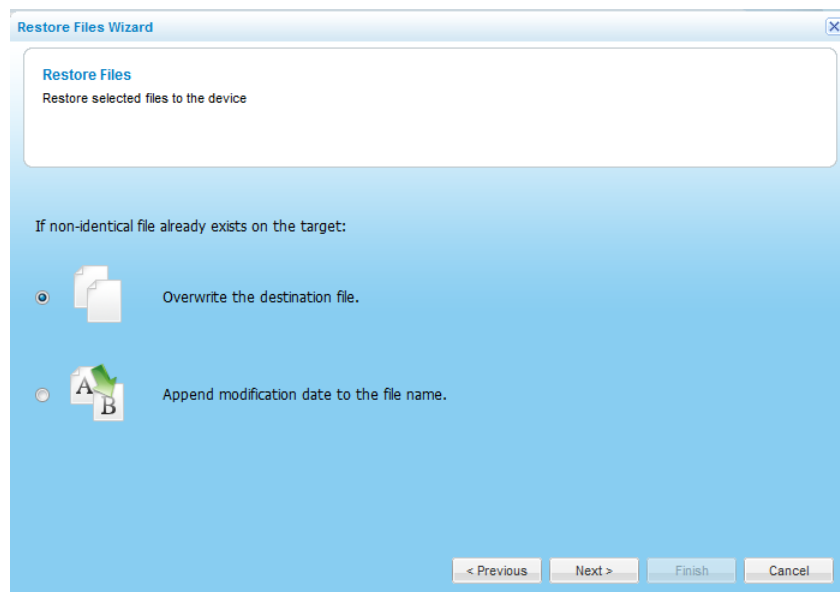 Restore Files Wizard
Restore Files
Restore selected files to the device
If non-identical file already exists on the target:
Overwrite the destination file.
A
B
Append modification date to the file name.
< Previous
Next >
Finish
Cancel